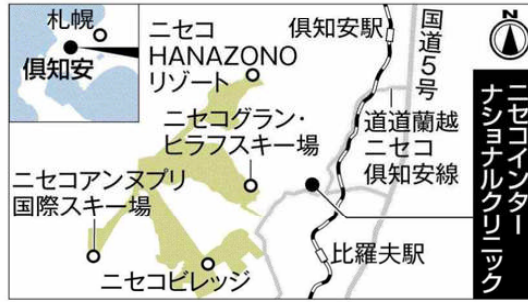 札幌
倶知安
ニセコ
HANAZONO
リゾート
倶知安駅
国道5号
N
ニセコグラン・
ヒラフスキー場
道道蘭越
ニセコ
倶知安線
ニセコアンヌプリ
国際スキー場
ニセコビレッジ
比羅夫駅
ニセコインター
ナショナルクリニック